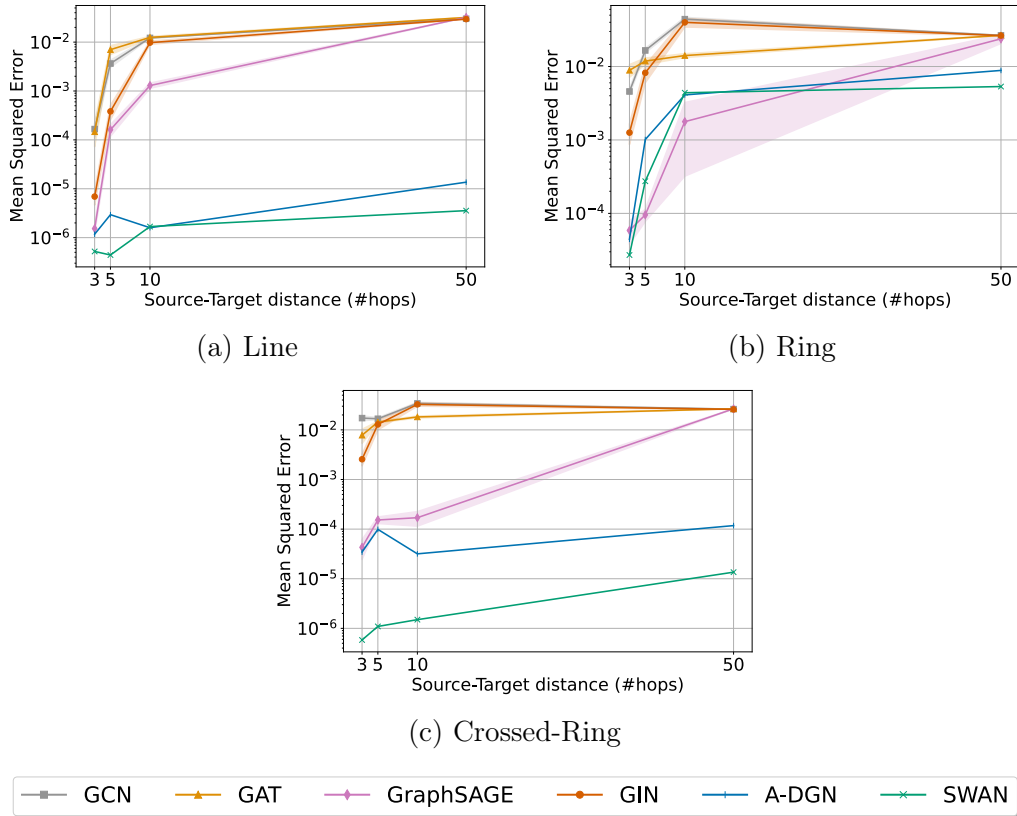 Mean Squared Error
10⁻²
10⁻³
10⁻⁴
10⁻⁵
10⁻⁶
3 5 10 50
Source-Target distance (#hops)
(a) Line
Mean Squared Error
10⁻²
10⁻³
10⁻⁴
3 5 10 50
Source-Target distance (#hops)
(b) Ring
Mean Squared Error
10⁻²
10⁻³
10⁻⁴
10⁻⁵
10⁻⁶
3 5 10 50
Source-Target distance (#hops)
(c) Crossed-Ring
GCN GAT GraphSAGE GIN A-DGN SWAN